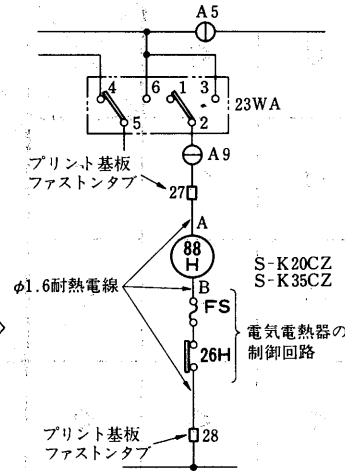 A5
4 6 1 3
5 2
23WA
A9
プリント基板
ファストンタブ
27
A
88
H
S-K20CZ
S-K35CZ
φ1.6耐熱電線
B
FS
電気電熱器の
制御回路
26H
プリント基板
ファストンタブ
28